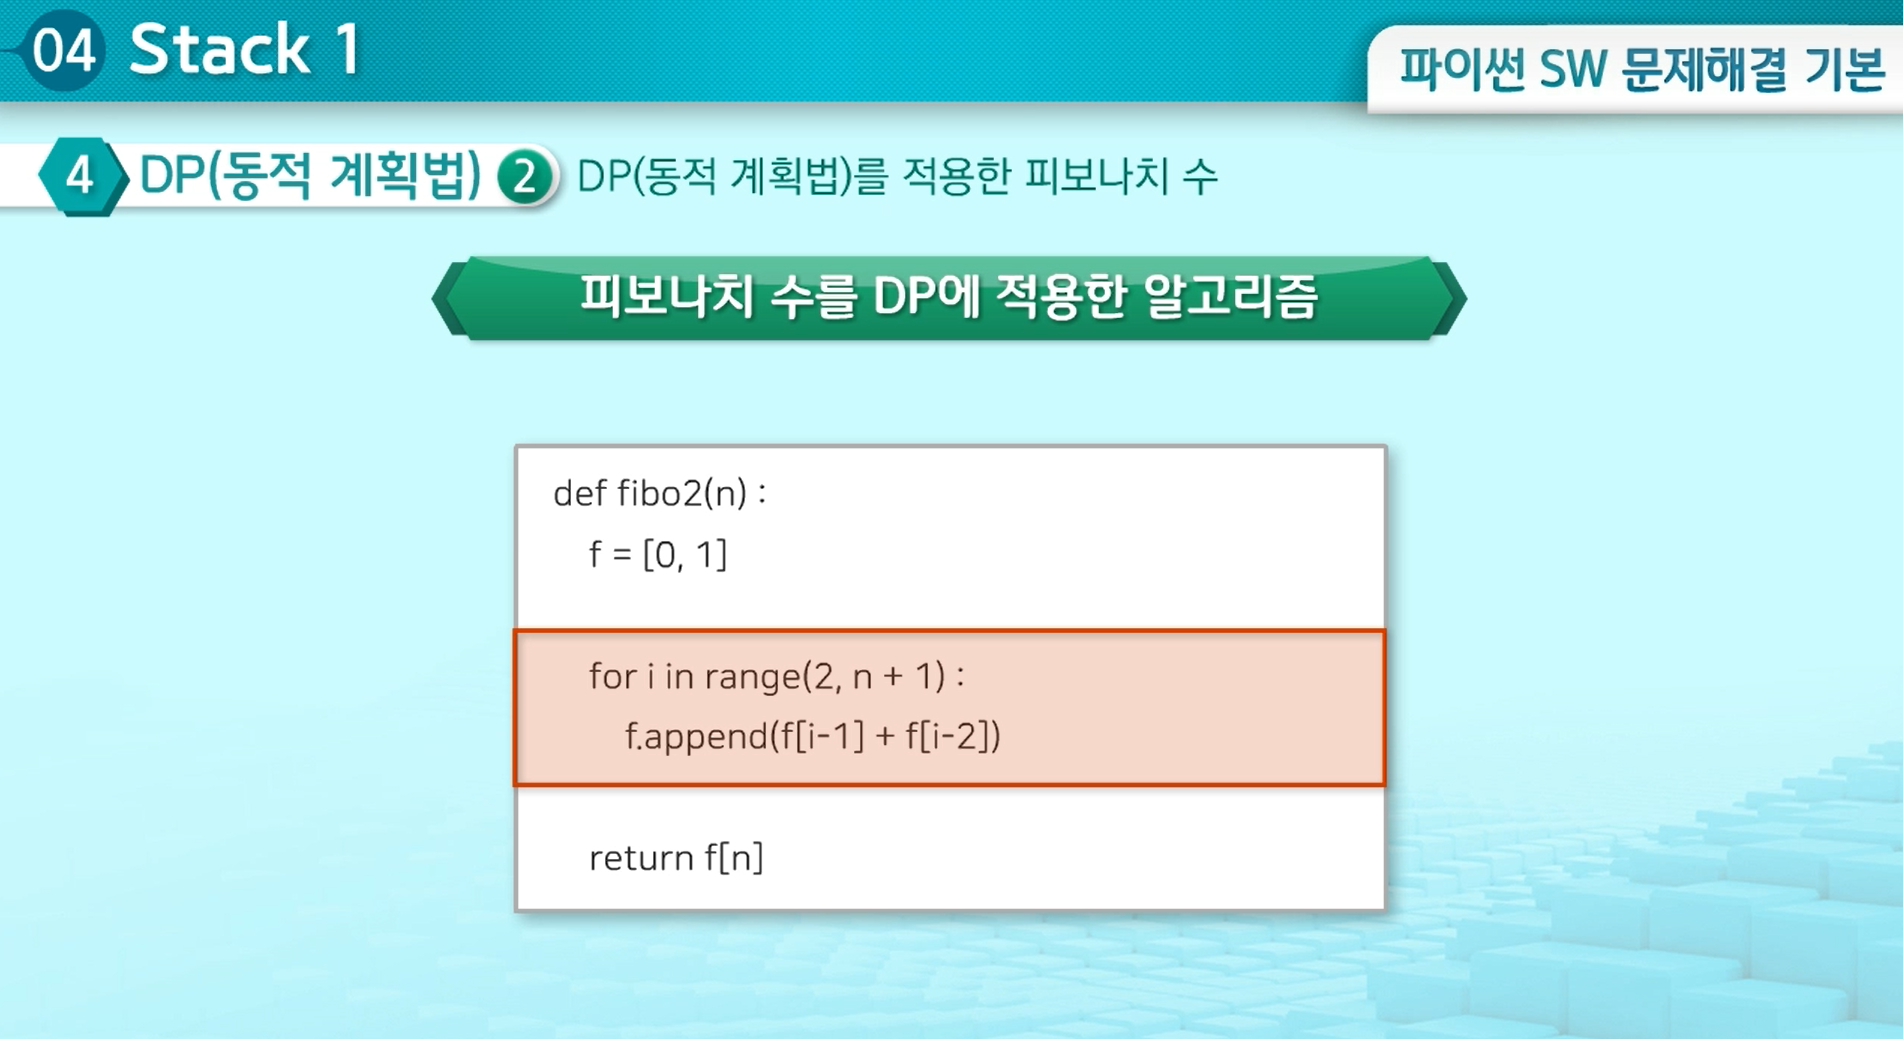 04 Stack 1
파이썬 SW 문제해결 기본
4 DP(동적 계획법) 2 DP(동적 계획법)를 적용한 피보나치 수
피보나치 수를 DP에 적용한 알고리즘
def fibo2(n) :
f = [0, 1]
for i in range(2, n + 1) :
f.append(f[i-1] + f[i-2])
return f[n]